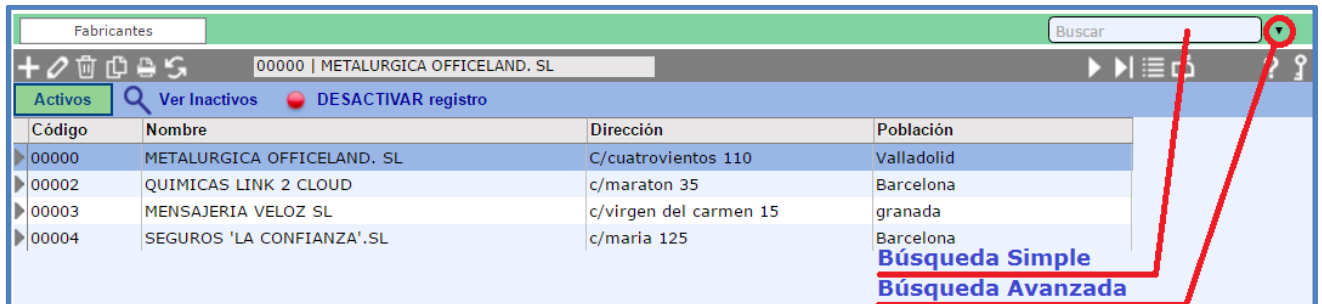 Fabricantes Buscar
00000 | METALURGICA OFFICELAND. SL ?
Activos Ver Inactivos DESACTIVAR registro
Código Nombre Dirección Población
00000 METALURGICA OFFICELAND. SL C/cuatrovientos 110 Valladolid
00002 QUIMICAS LINK 2 CLOUD c/maraton 35 Barcelona
00003 MENSAJERIA VELOZ SL c/virgen del carmen 15 granada
00004 SEGUROS 'LA CONFIANZA'.SL c/maria 125 Barcelona
Búsqueda Simple
Búsqueda Avanzada